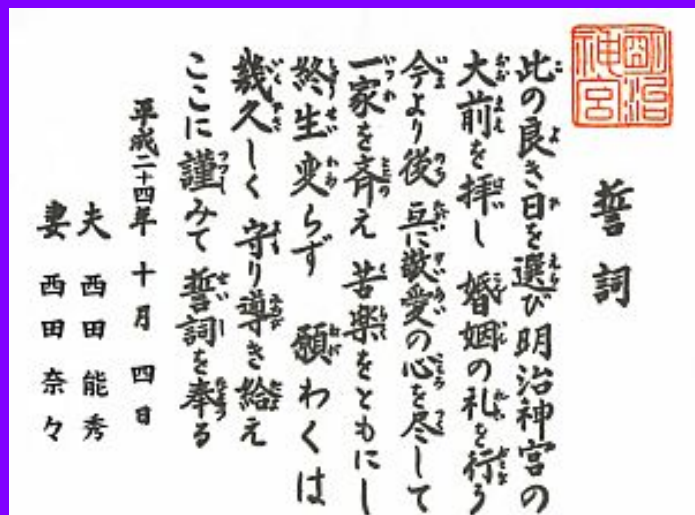 明治神宮
誓詞
此の良き日を選び明治神宮の
大前を拝し 婚姻の礼を行う
今より後 互に敬愛の心を尽して
一家を斉え 苦楽をともにし
終生変らず 願わくは
幾久しく 守り導き給え
ここに謹みて 誓詞を奉る
平成二十四年 十月 四日
夫 西田能秀
妻 西田奈々